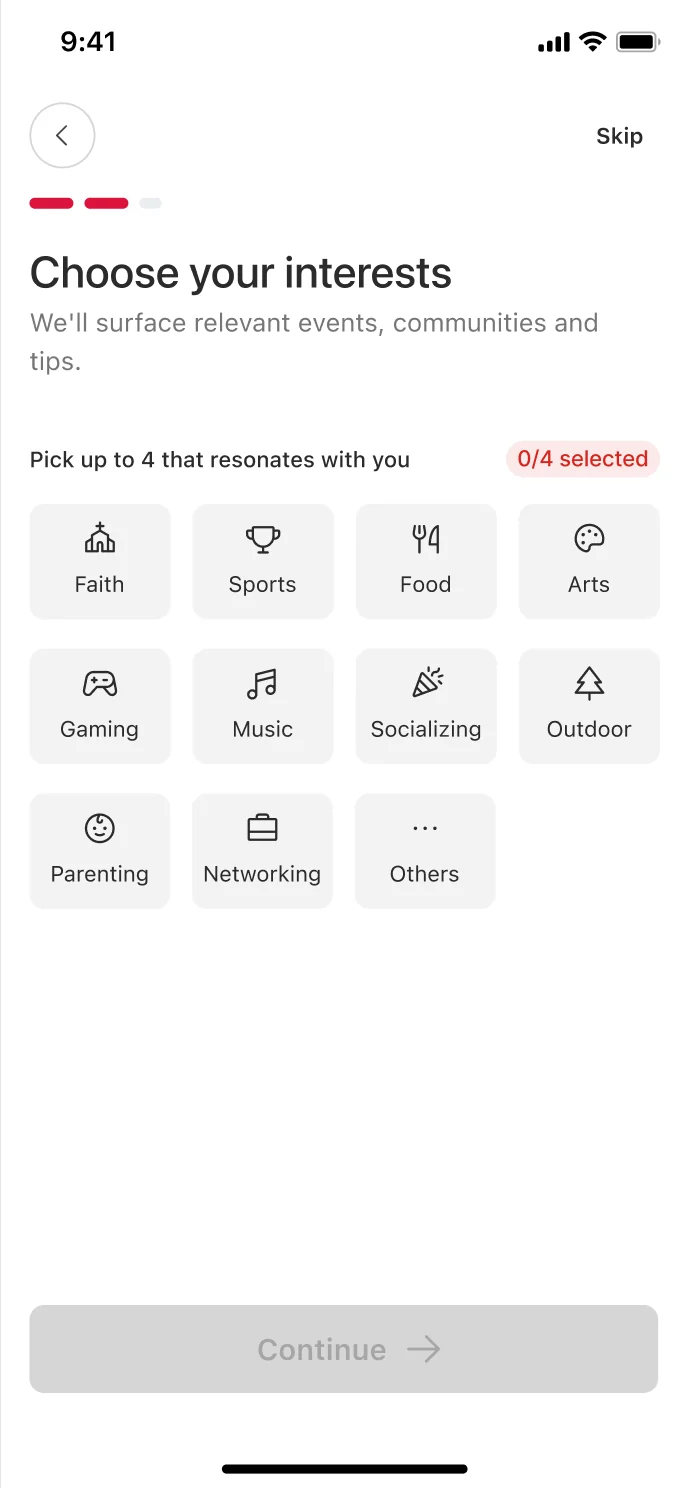 9:41
Skip
Choose your interests
We'll surface relevant events, communities and
tips.
Pick up to 4 that resonates with you
0/4 selected
Faith
Sports
Food
Arts
Gaming
Music
Socializing
Outdoor
Parenting
Networking
Others
Continue